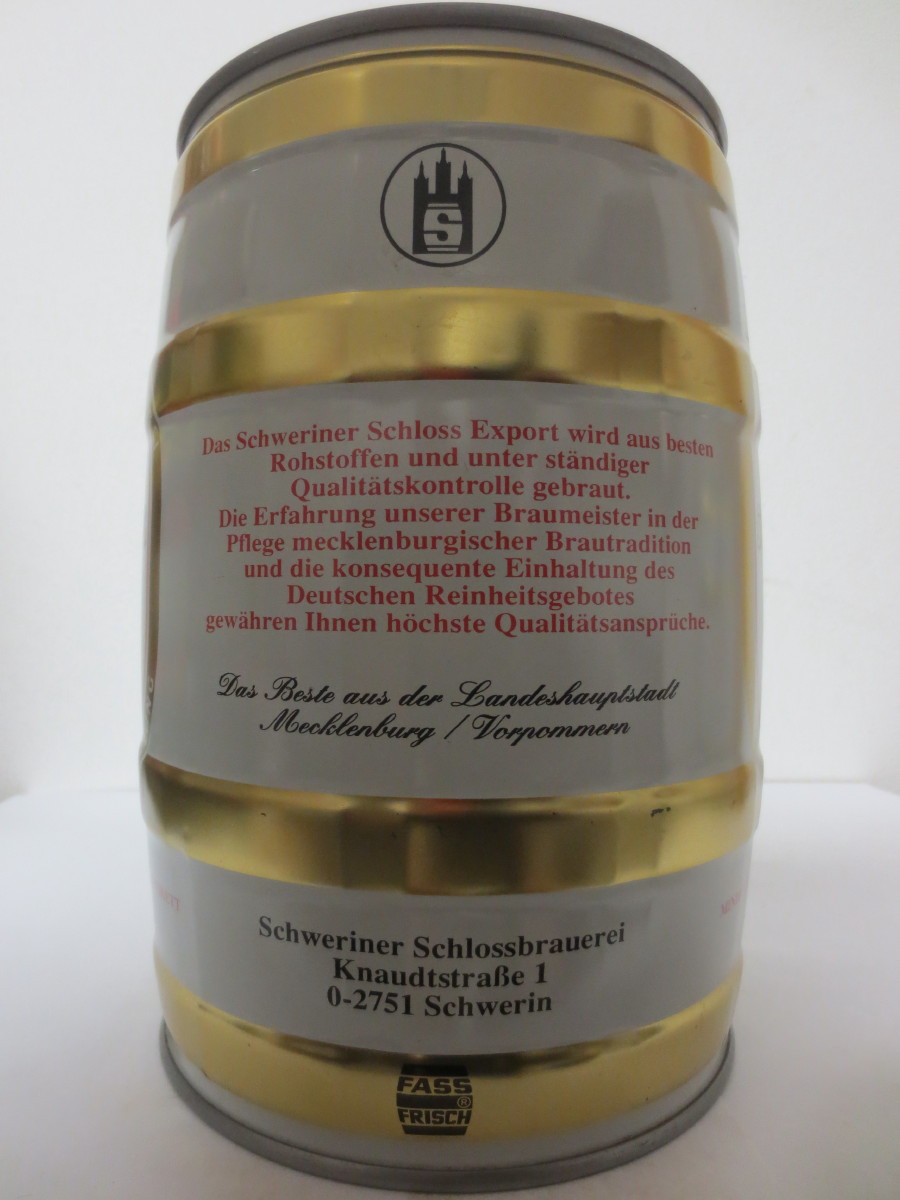 S
Das Schweriner Schloss Export wird aus besten
Rohstoffen und unter ständiger
Qualitätskontrolle gebraut.
Die Erfahrung unserer Braumeister in der
Pflege mecklenburgischer Brautradition
und die konsequente Einhaltung des
Deutschen Reinheitsgebotes
gewähren Ihnen höchste Qualitätsansprüche.
Das Beste aus der Landeshauptstadt
Mecklenburg / Vorpommern
Schweriner Schlossbrauerei
Knaudtstraße 1
0-2751 Schwerin
FASS
®
FRISCH